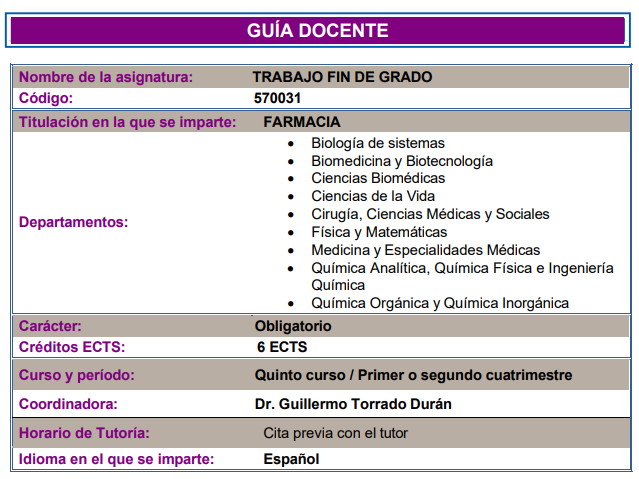 GUÍA DOCENTE
Nombre de la asignatura: TRABAJO FIN DE GRADO
Código: 570031
Titulación en la que se imparte: FARMACIA
Departamentos:
• Biología de sistemas
• Biomedicina y Biotecnología
• Ciencias Biomédicas
• Ciencias de la Vida
• Cirugía, Ciencias Médicas y Sociales
• Física y Matemáticas
• Medicina y Especialidades Médicas
• Química Analítica, Química Física e Ingeniería
Química
• Química Orgánica y Química Inorgánica
Carácter: Obligatorio
Créditos ECTS: 6 ECTS
Curso y período: Quinto curso / Primer o segundo cuatrimestre
Coordinadora: Dr. Guillermo Torrado Durán
Horario de Tutoría: Cita previa con el tutor
Idioma en el que se imparte: Español